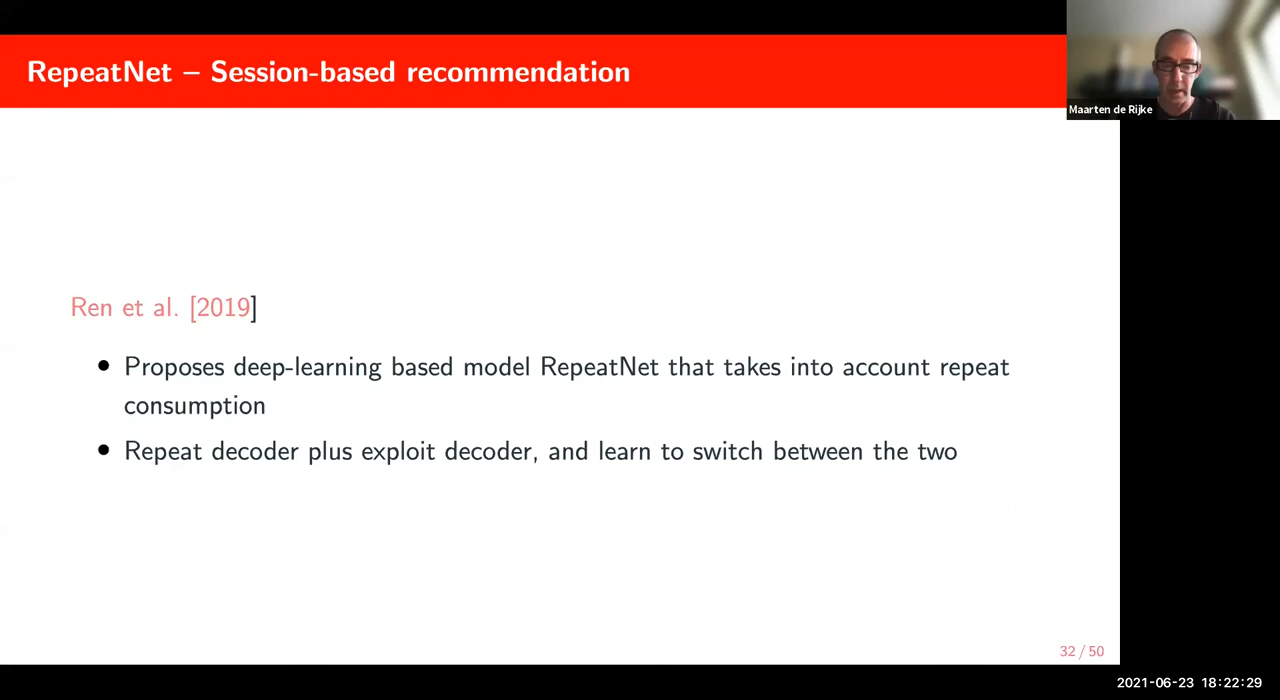 RepeatNet – Session-based recommendation
Maarten de Rijke
Ren et al. [2019]
• Proposes deep-learning based model RepeatNet that takes into account repeat
consumption
• Repeat decoder plus exploit decoder, and learn to switch between the two
32 / 50
2021-06-23 18:22:29